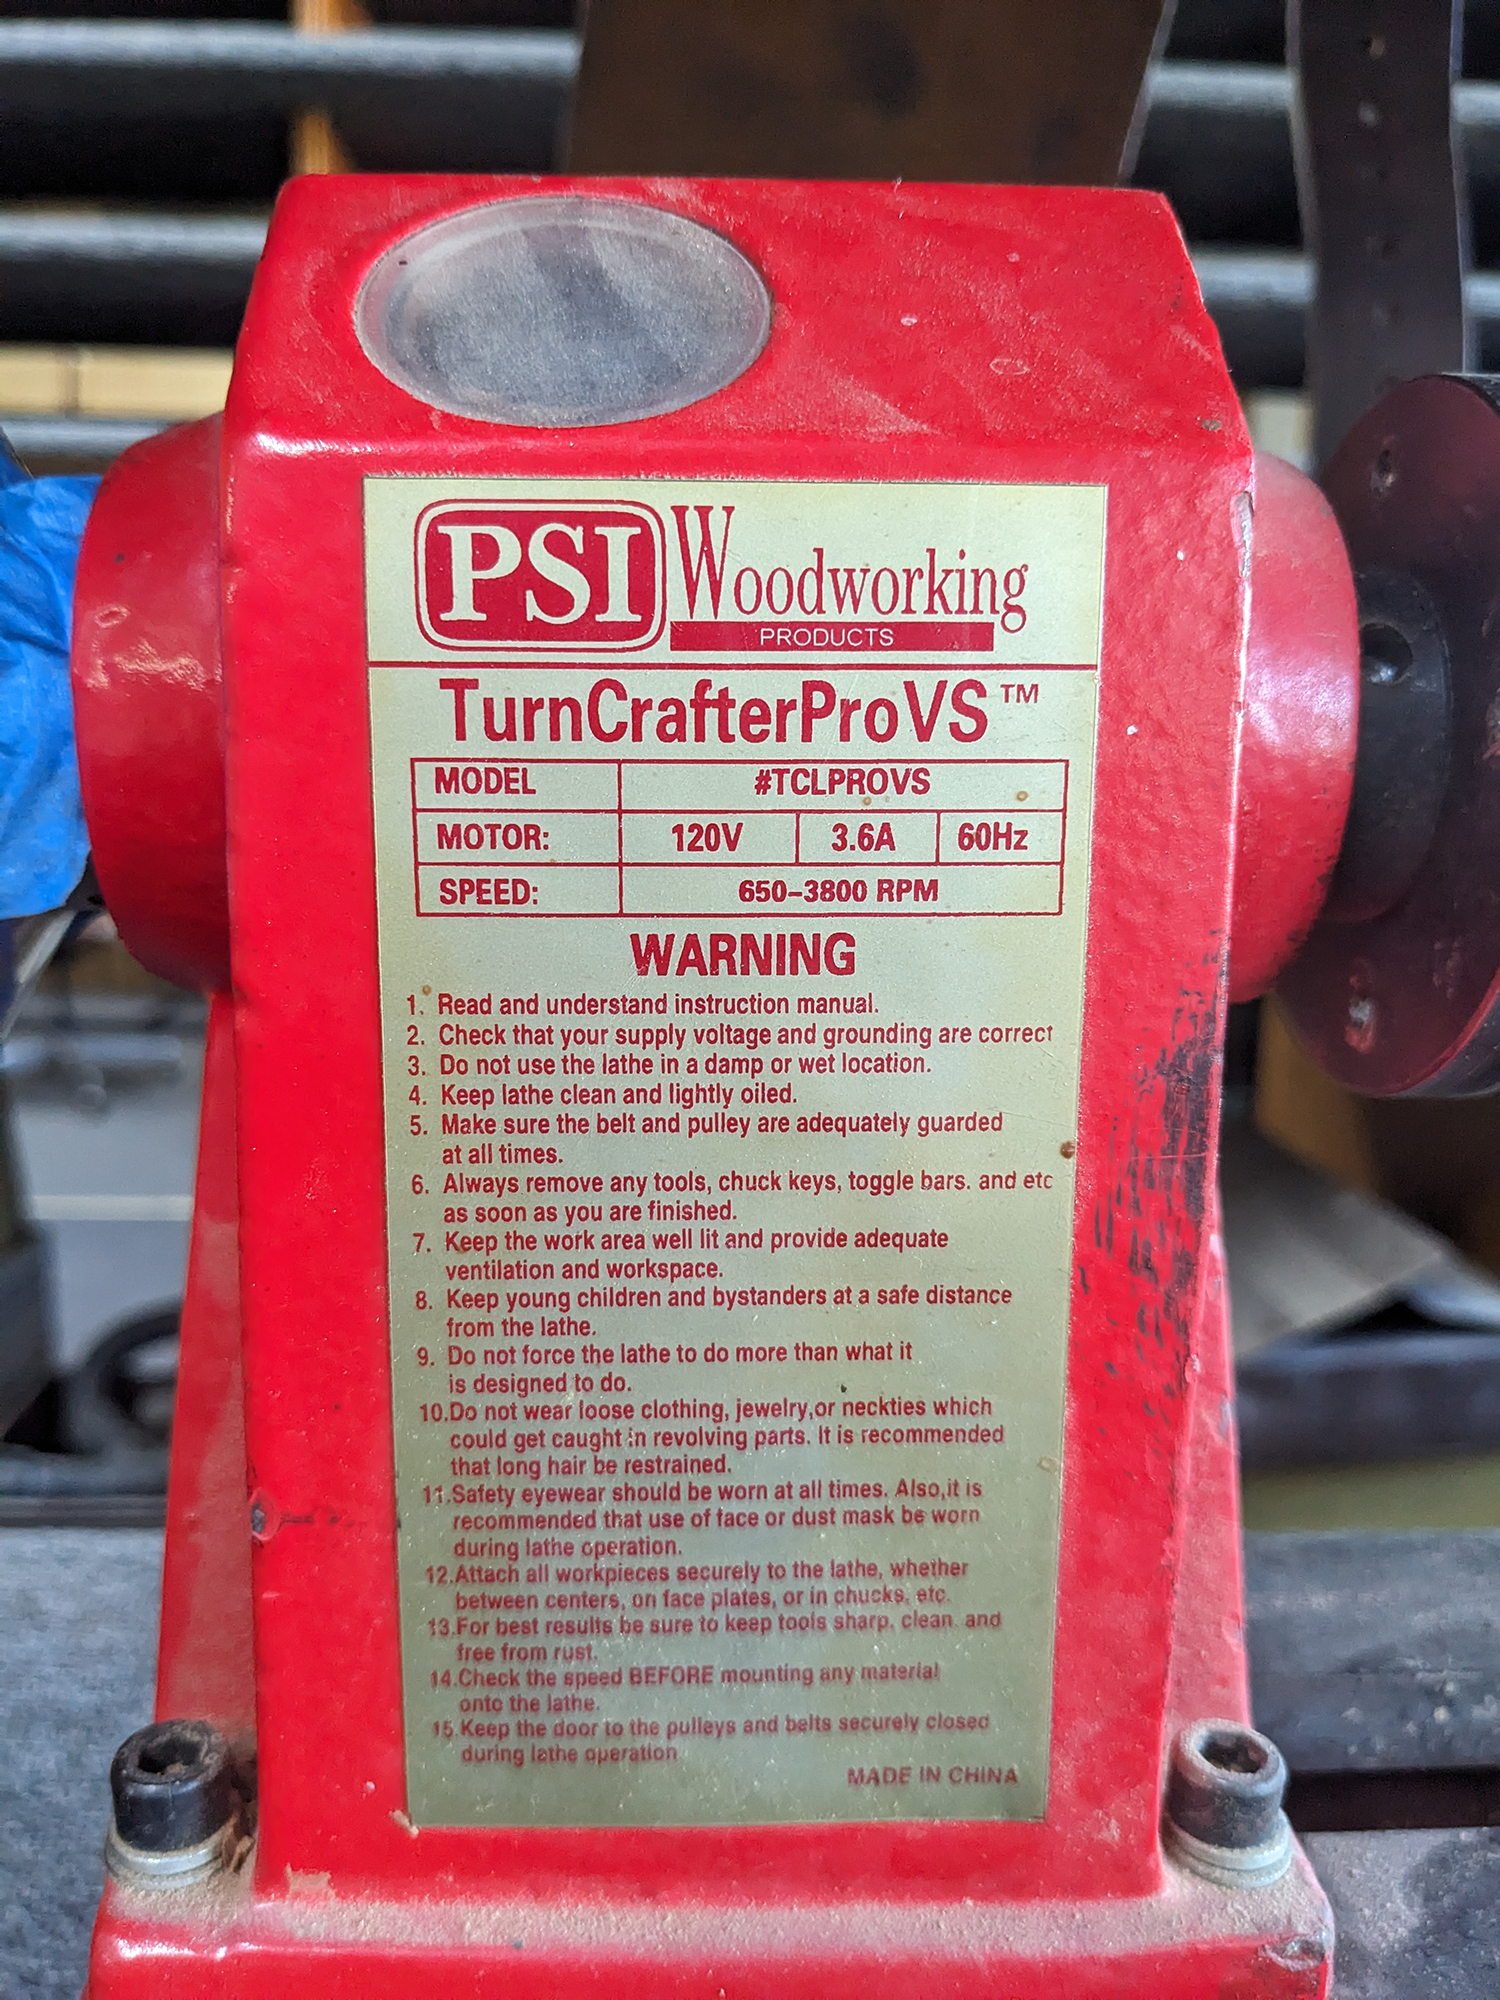 PSI Woodworking
PRODUCTS
TurnCrafterProVS™
MODEL #TCLPROVS
MOTOR: 120V 3.6A 60Hz
SPEED: 650–3800 RPM
WARNING
1. Read and understand instruction manual.
2. Check that your supply voltage and grounding are correct
3. Do not use the lathe in a damp or wet location.
4. Keep lathe clean and lightly oiled.
5. Make sure the belt and pulley are adequately guarded
at all times.
6. Always remove any tools, chuck keys, toggle bars. and etc
as soon as you are finished.
7. Keep the work area well lit and provide adequate
ventilation and workspace.
8. Keep young children and bystanders at a safe distance
from the lathe.
9. Do not force the lathe to do more than what it
is designed to do.
10.Do not wear loose clothing, jewelry,or neckties which
could get caught in revolving parts. It is recommended
that long hair be restrained.
11.Safety eyewear should be worn at all times. Also,it is
recommended that use of face or dust mask be worn
during lathe operation.
12.Attach all workpieces securely to the lathe, whether
between centers, on face plates, or in chucks, etc.
13.For best results be sure to keep tools sharp, clean. and
free from rust.
14.Check the speed BEFORE mounting any material
onto the lathe.
15.Keep the door to the pulleys and belts securely closed
during lathe operation
MADE IN CHINA